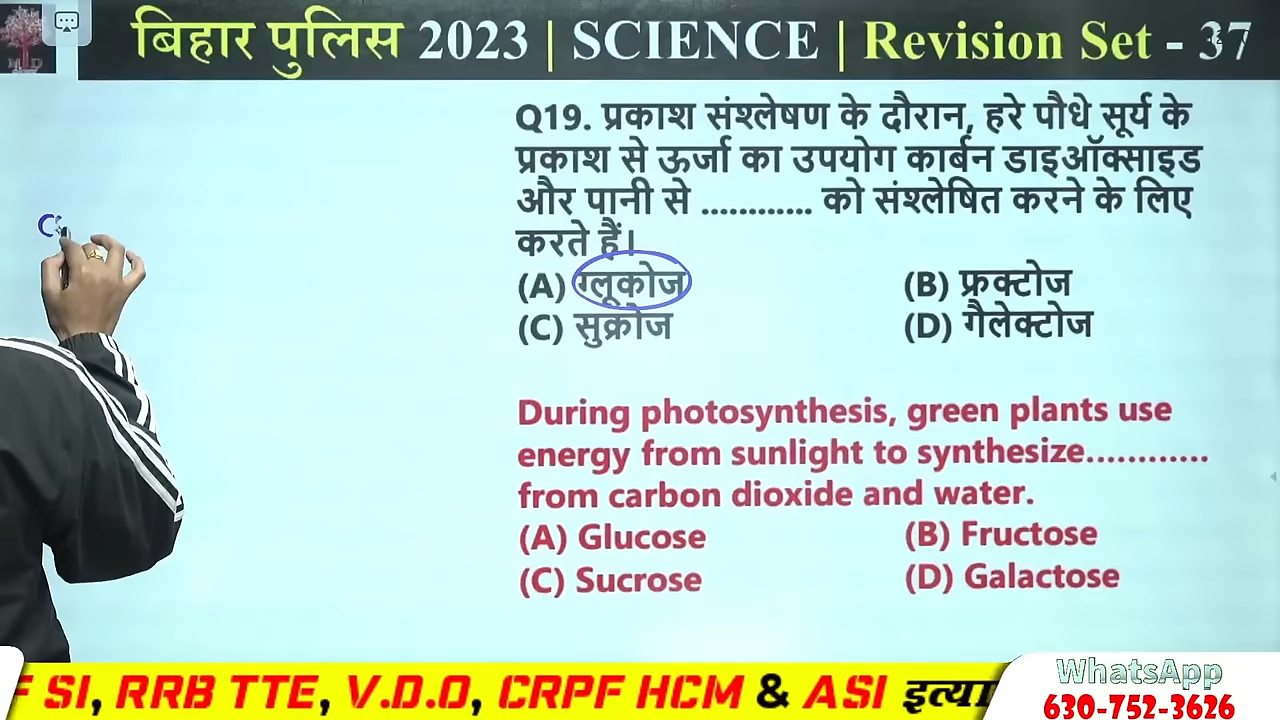 बिहार पुलिस 2023 | SCIENCE | Revision Set - 37
Q19. प्रकाश संश्लेषण के दौरान, हरे पौधे सूर्य के
प्रकाश से ऊर्जा का उपयोग कार्बन डाइऑक्साइड
और पानी से ............ को संश्लेषित करने के लिए
करते हैं।
(A) ग्लूकोज (B) फ्रक्टोज
(C) सुक्रोज (D) गैलेक्टोज
During photosynthesis, green plants use
energy from sunlight to synthesize............
from carbon dioxide and water.
(A) Glucose (B) Fructose
(C) Sucrose (D) Galactose
SI, RRB TTE, V.D.O, CRPF HCM & ASI
WhatsApp
630-752-3626